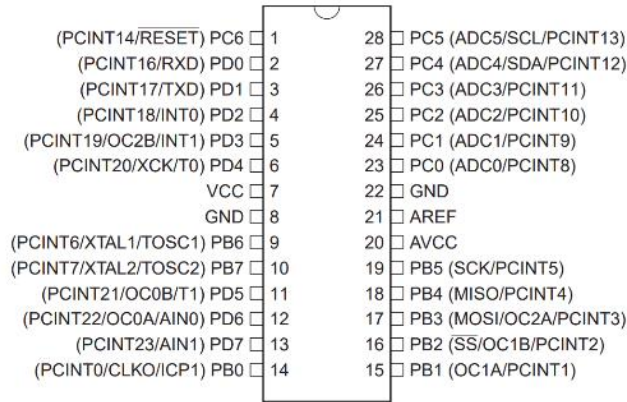 (PCINT14/RESET) PC6 1 28 PC5 (ADC5/SCL/PCINT13)
(PCINT16/RXD) PD0 2 27 PC4 (ADC4/SDA/PCINT12)
(PCINT17/TXD) PD1 3 26 PC3 (ADC3/PCINT11)
(PCINT18/INT0) PD2 4 25 PC2 (ADC2/PCINT10)
(PCINT19/OC2B/INT1) PD3 5 24 PC1 (ADC1/PCINT9)
(PCINT20/XCK/T0) PD4 6 23 PC0 (ADC0/PCINT8)
VCC 7 22 GND
GND 8 21 AREF
(PCINT6/XTAL1/TOSC1) PB6 9 20 AVCC
(PCINT7/XTAL2/TOSC2) PB7 10 19 PB5 (SCK/PCINT5)
(PCINT21/OC0B/T1) PD5 11 18 PB4 (MISO/PCINT4)
(PCINT22/OC0A/AIN0) PD6 12 17 PB3 (MOSI/OC2A/PCINT3)
(PCINT23/AIN1) PD7 13 16 PB2 (SS/OC1B/PCINT2)
(PCINT0/CLKO/ICP1) PB0 14 15 PB1 (OC1A/PCINT1)